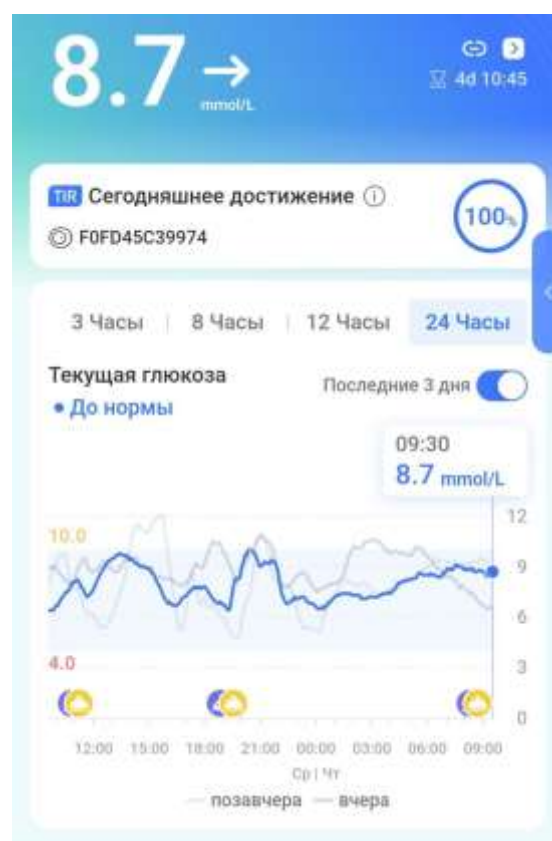 8.7 →
mmol/L
4d 10:45
TIR Сегодняшнее достижение
100%
F0FD45C39974
3 Часы | 8 Часы | 12 Часы 24 Часы
Текущая глюкоза
Последние 3 дня
• До нормы
09:30
8.7 mmol/L
12
10.0
9
6
4.0
3
0
12:00 15:00 18:00 21:00 00:00 03:00 06:00 09:00
Ср | Чт
позавчера — вчера